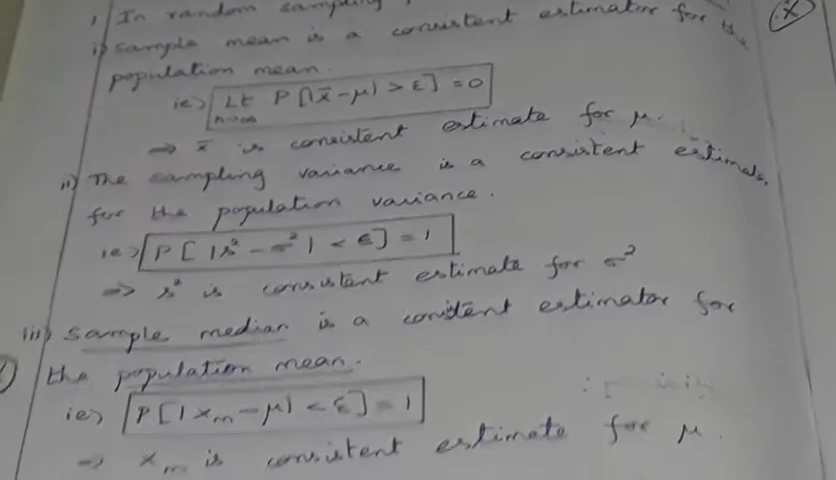 1 In random sampling,
i) sample mean is a consistent estimator for the
population mean.
ie) Lt n→∞ P[|x̄-μ) > ε] = 0
⇒ x̄ is consistent estimate for μ.
ii) The sampling variance is a consistent estimate
for the population variance.
ie) P[|s²-σ²| < ε] = 1
⇒ s² is consistent estimate for σ²
iii) sample median is a consistent estimator for
the population mean.
ie) P[|xm-μ) < ε] = 1
⇒ xm is consistent estimate for μ.